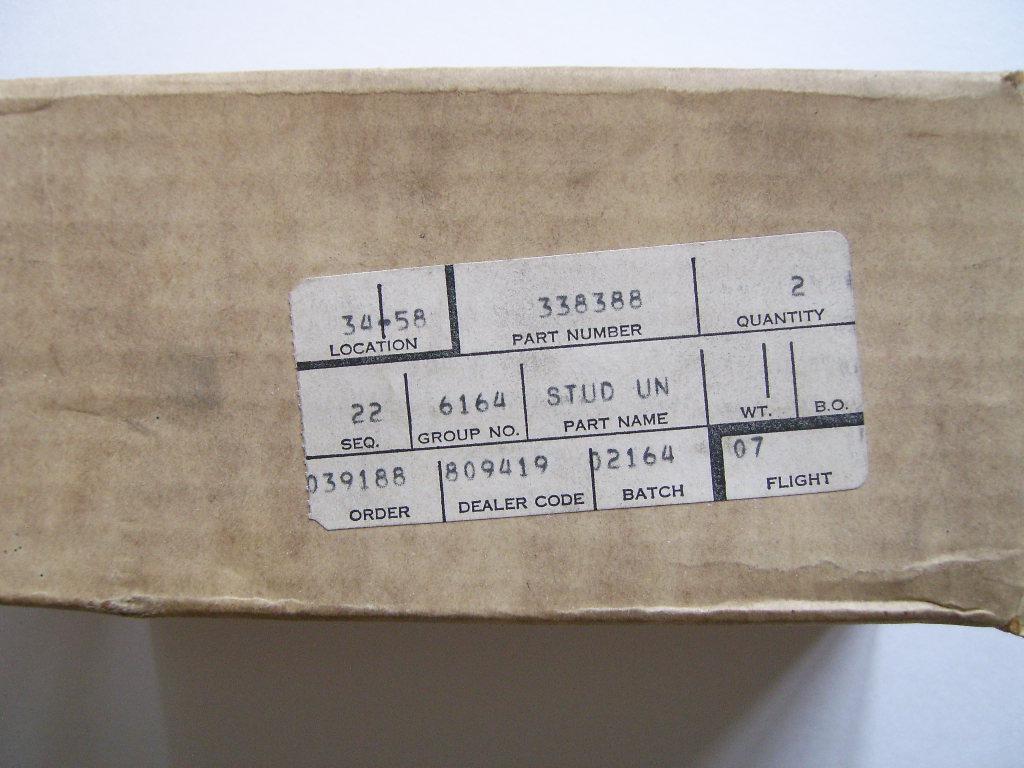 34-58 338388 2
LOCATION PART NUMBER QUANTITY
22 6164 STUD UN
SEQ. GROUP NO. PART NAME WT. B.O.
039188 809419 02164 07
ORDER DEALER CODE BATCH FLIGHT